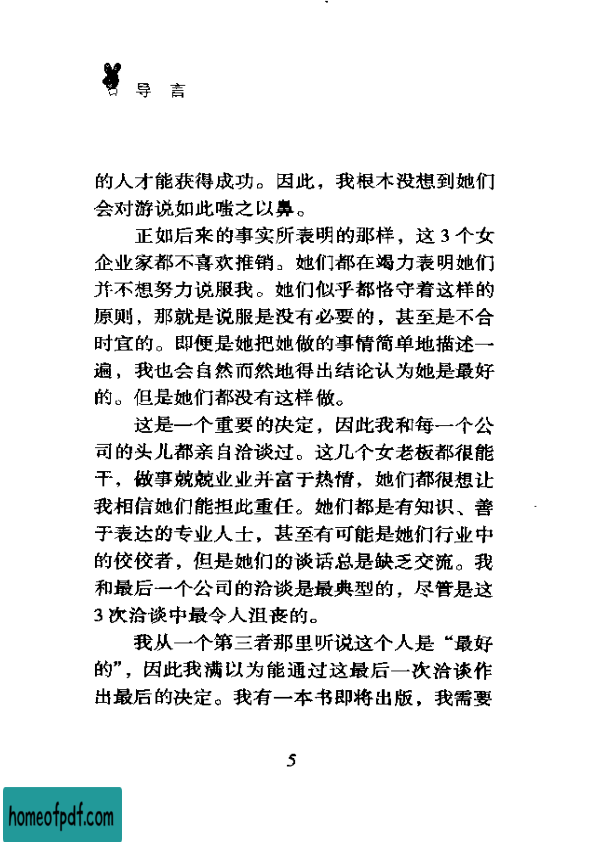 导 言
的人才能获得成功。因此，我根本没想到她们
会对游说如此嗤之以鼻。
正如后来的事实所表明的那样，这 3 个女
企业家都不喜欢推销。她们都在竭力表明她们
并不想努力说服我。她们似乎都恪守着这样的
原则，那就是说服是没有必要的，甚至是不合
时宜的。即便是她把她做的事情简单地描述一
遍，我也会自然而然地得出结论认为她是最好
的。但是她们都没有这样做。
这是一个重要的决定，因此我和每一个公
司的头儿都亲自洽谈过。这几个女老板都很能
干，做事兢兢业业并富于热情，她们都很想让
我相信她们能担此重任。她们都是有知识、善
于表达的专业人士，甚至有可能是她们行业中
的佼佼者，但是她们的谈话总是缺乏交流。我
和最后一个公司的洽谈是最典型的，尽管是这
3 次洽谈中最令人沮丧的。
我从一个第三者那里听说这个人是“最好
的”，因此我满以为能通过这最后一次洽谈作
出最后的决定。我有一本书即将出版，我需要
5
homeofpdf.com